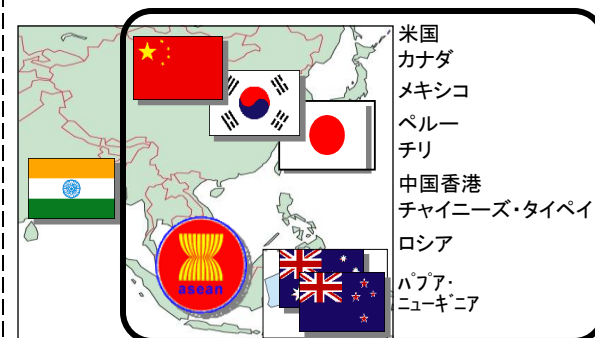 米国
カナダ
メキシコ
ペルー
チリ
中国香港
チャイニーズ・タイペイ
ロシア
パプア・
ニューギニア
asean